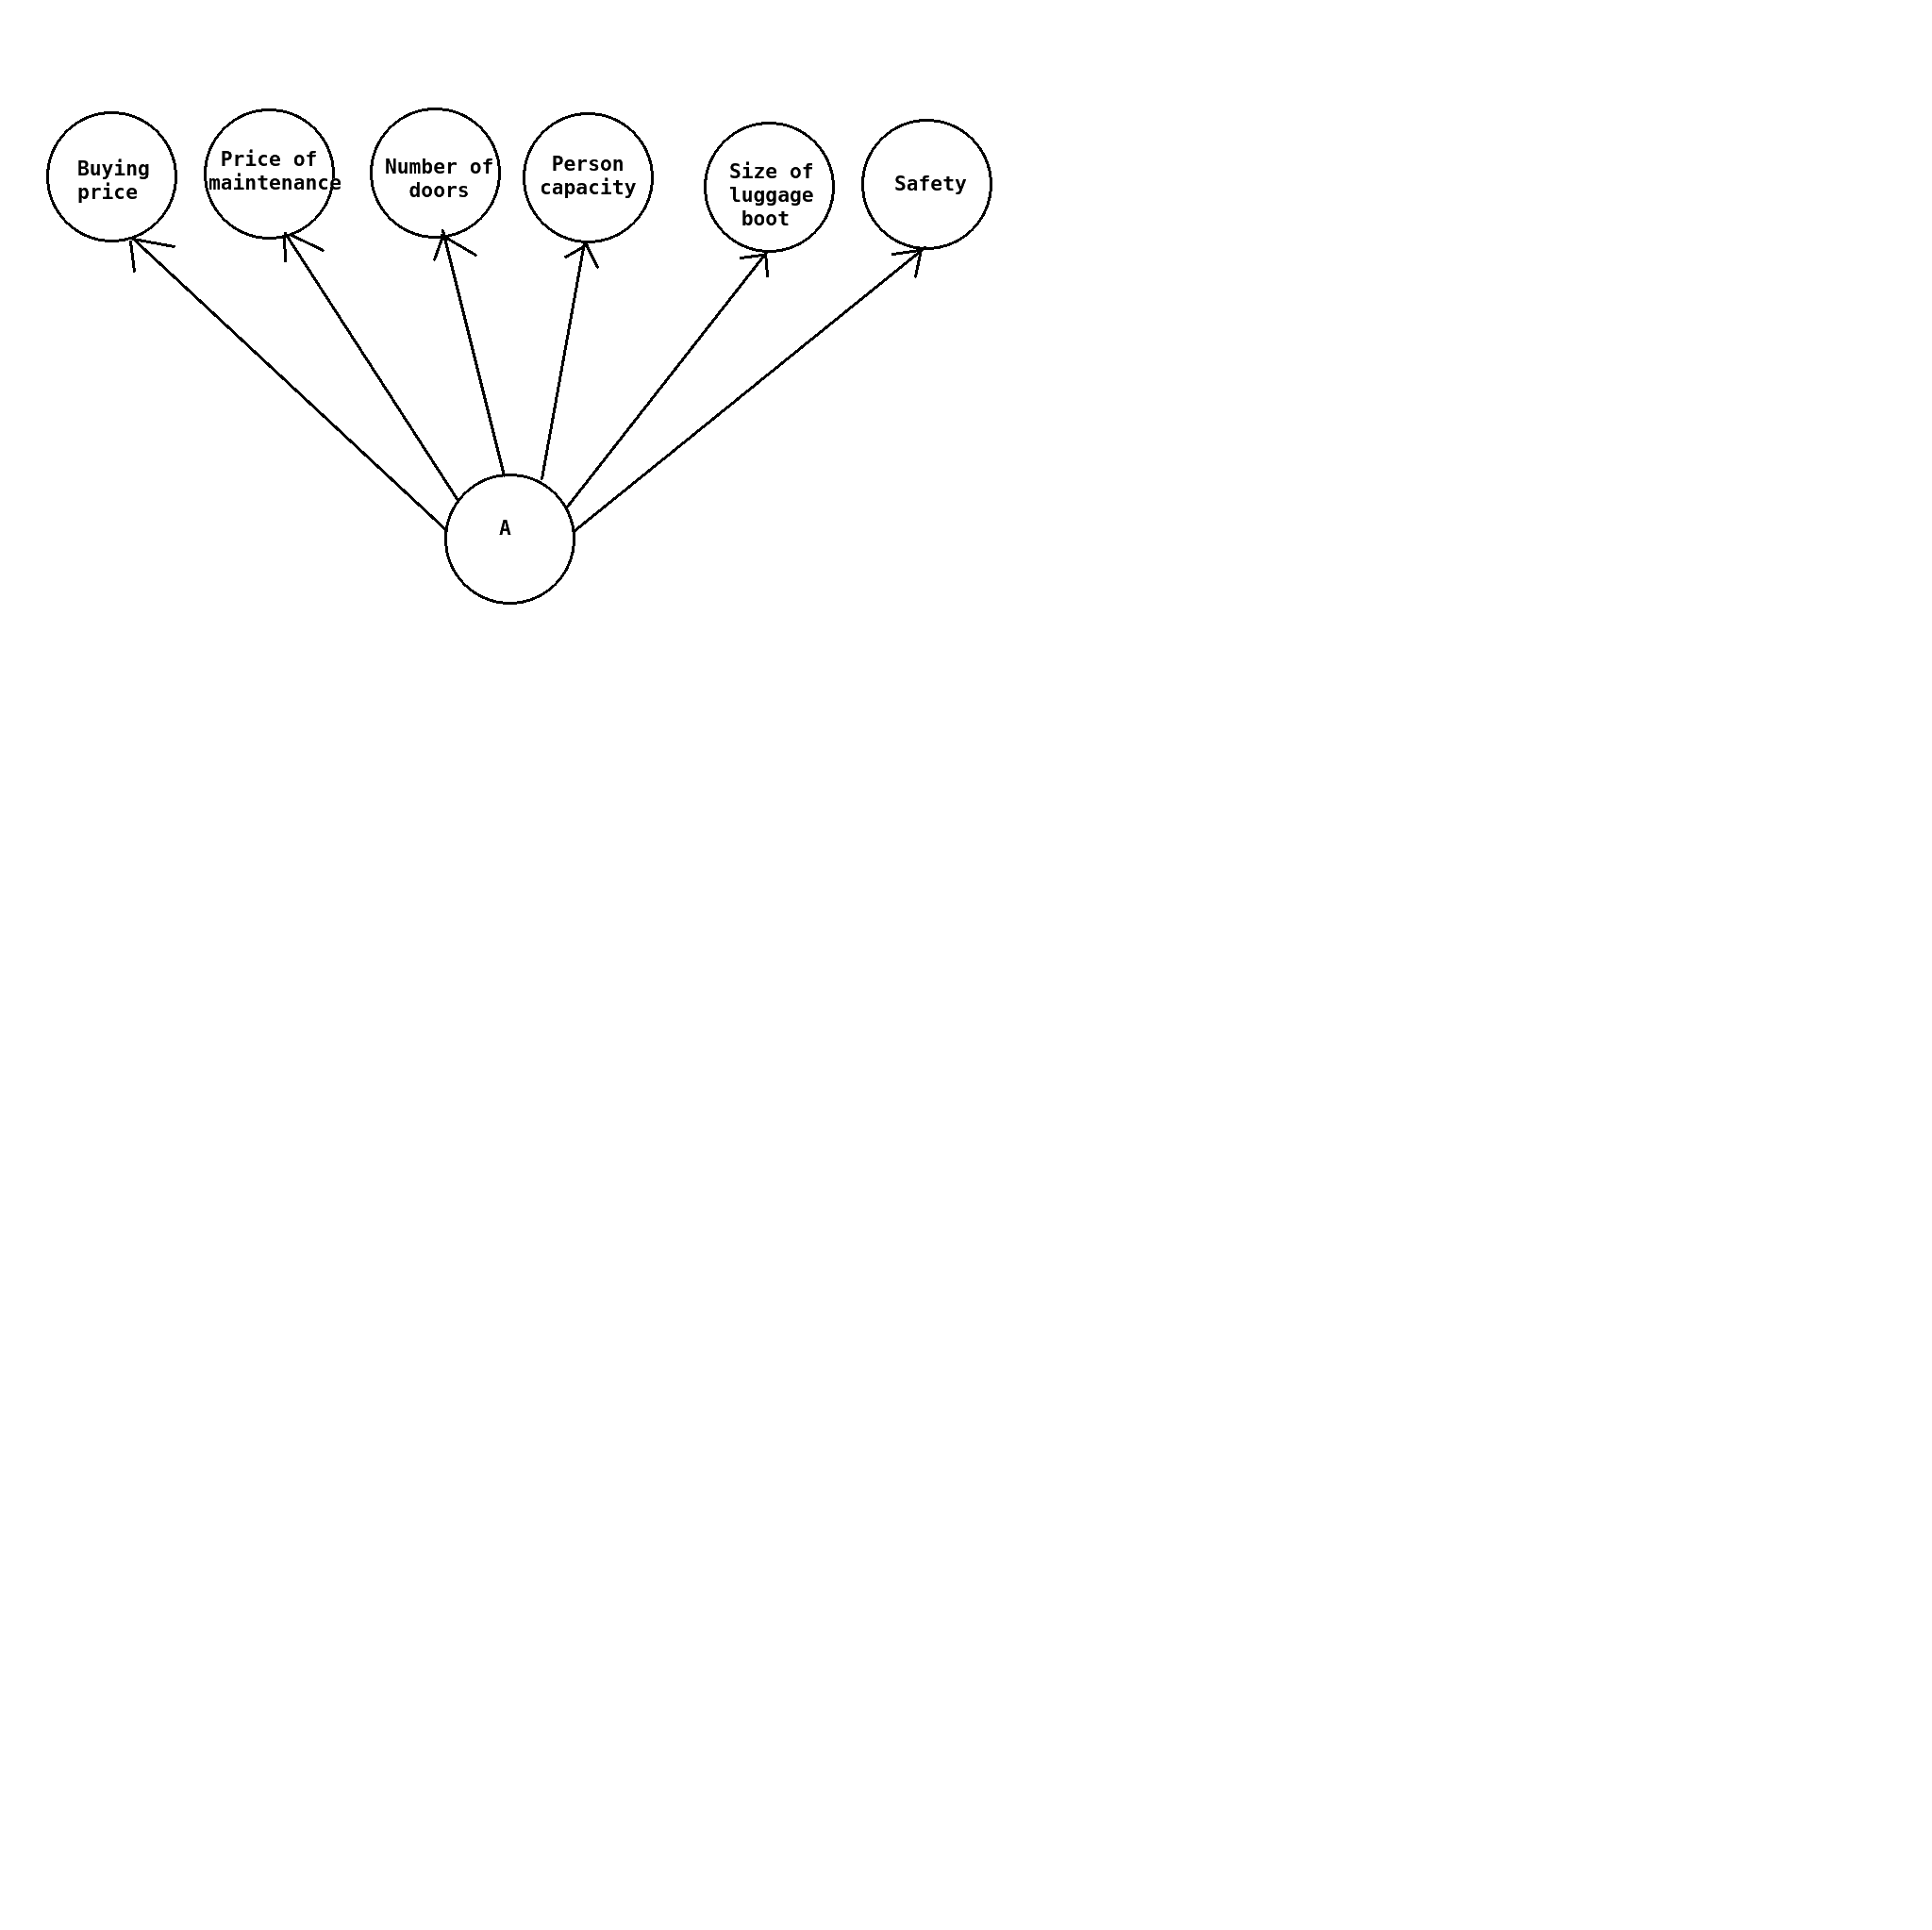 Buying
price
Price of
maintenance
Number of
doors
Person
capacity
Size of
luggage
boot
Safety
A